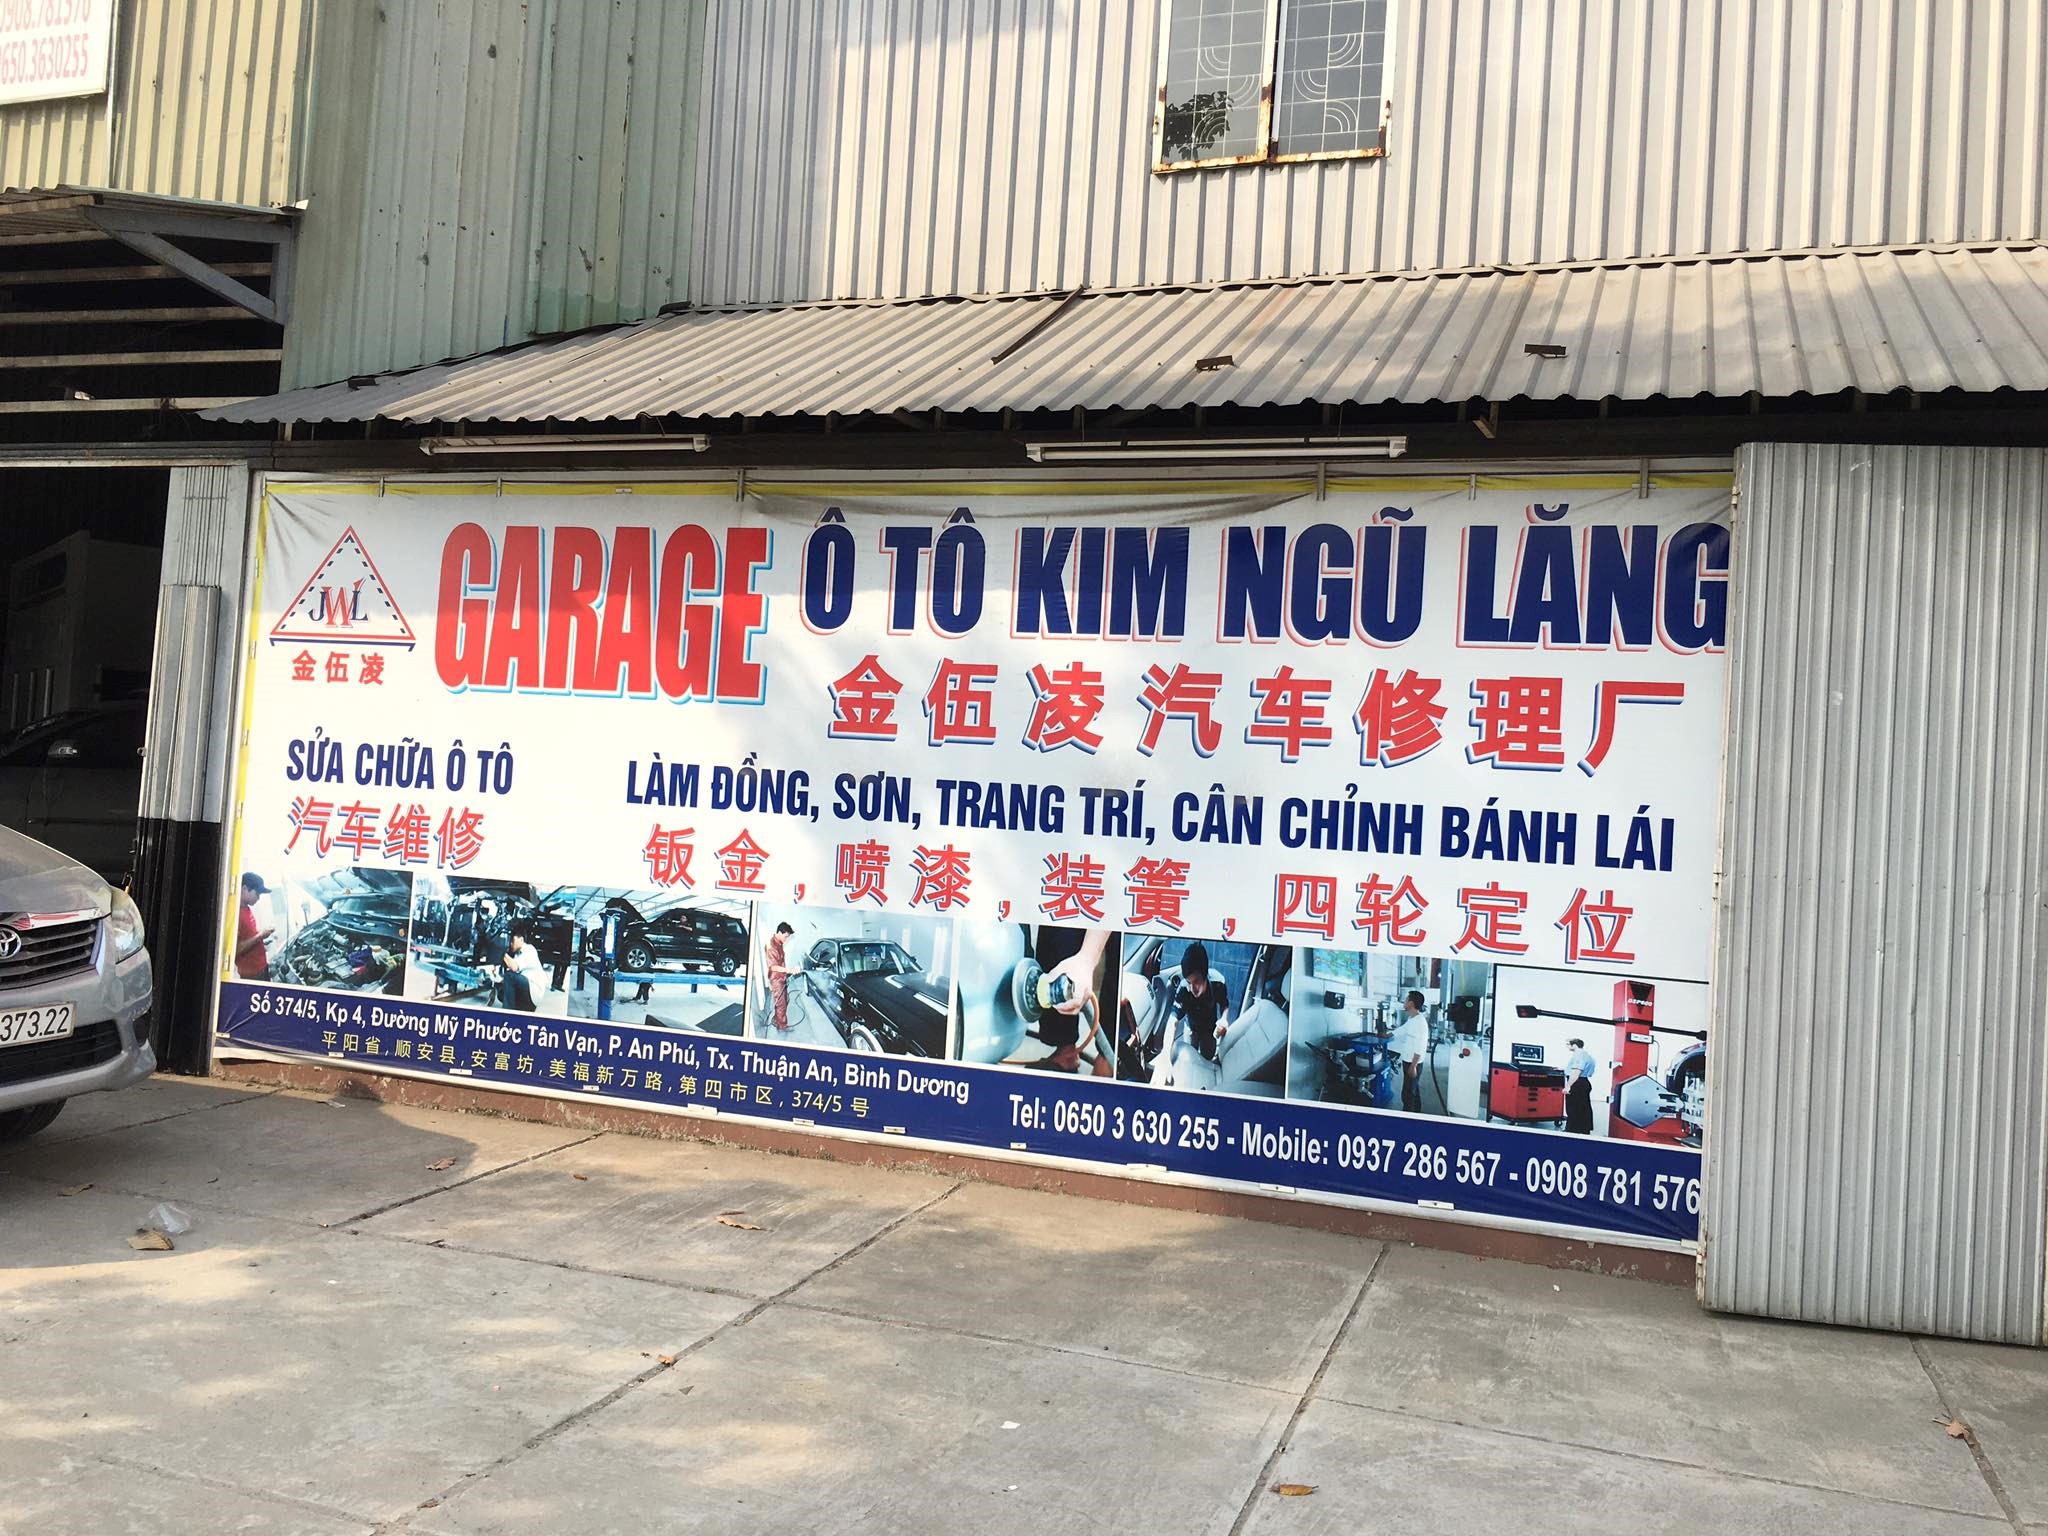 0908.781576
0650.3630255
JWL
金伍凌
GARAGE Ô TÔ KIM NGŨ LĂNG
金伍凌汽车修理厂
SỬA CHỮA Ô TÔ
汽车维修
LÀM ĐỒNG, SƠN, TRANG TRÍ, CÂN CHỈNH BÁNH LÁI
钣金,喷漆,装簧,四轮定位
Số 374/5, Kp 4, Đường Mỹ Phước Tân Vạn, P. An Phú, Tx. Thuận An, Bình Dương
平阳省,顺安县,安富坊,美福新万路,第四市区,374/5号
Tel: 0650 3 630 255 - Mobile: 0937 286 567 - 0908 781 576
373.22